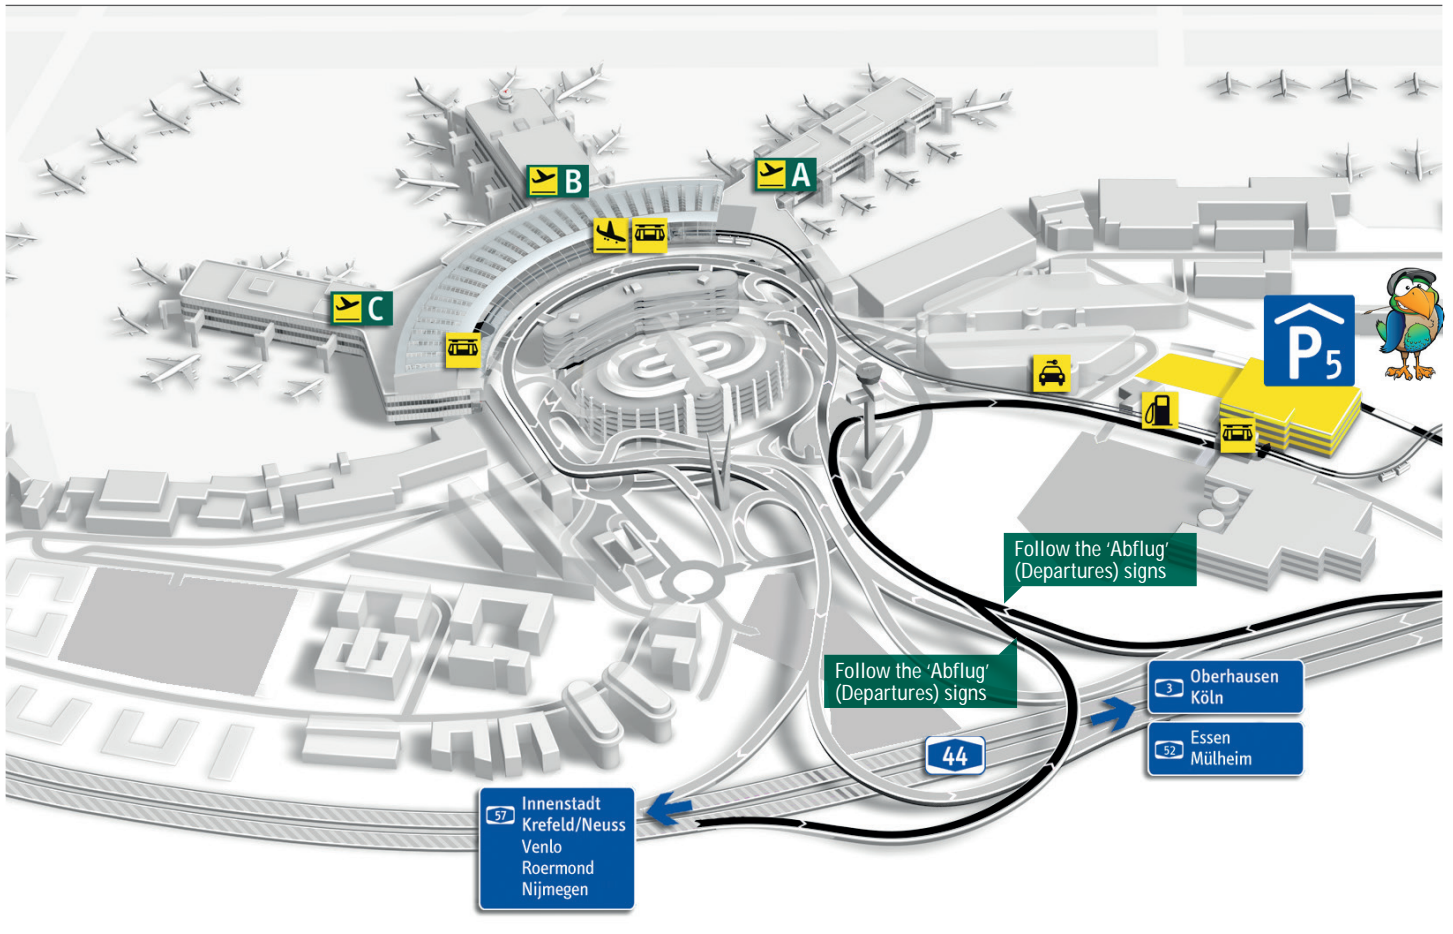 B
A
C
P5
Follow the ‘Abflug’
(Departures) signs
Follow the ‘Abflug’
(Departures) signs
3
Oberhausen
Köln
52
Essen
Mülheim
44
57
Innenstadt
Krefeld/Neuss
Venlo
Roermond
Nijmegen